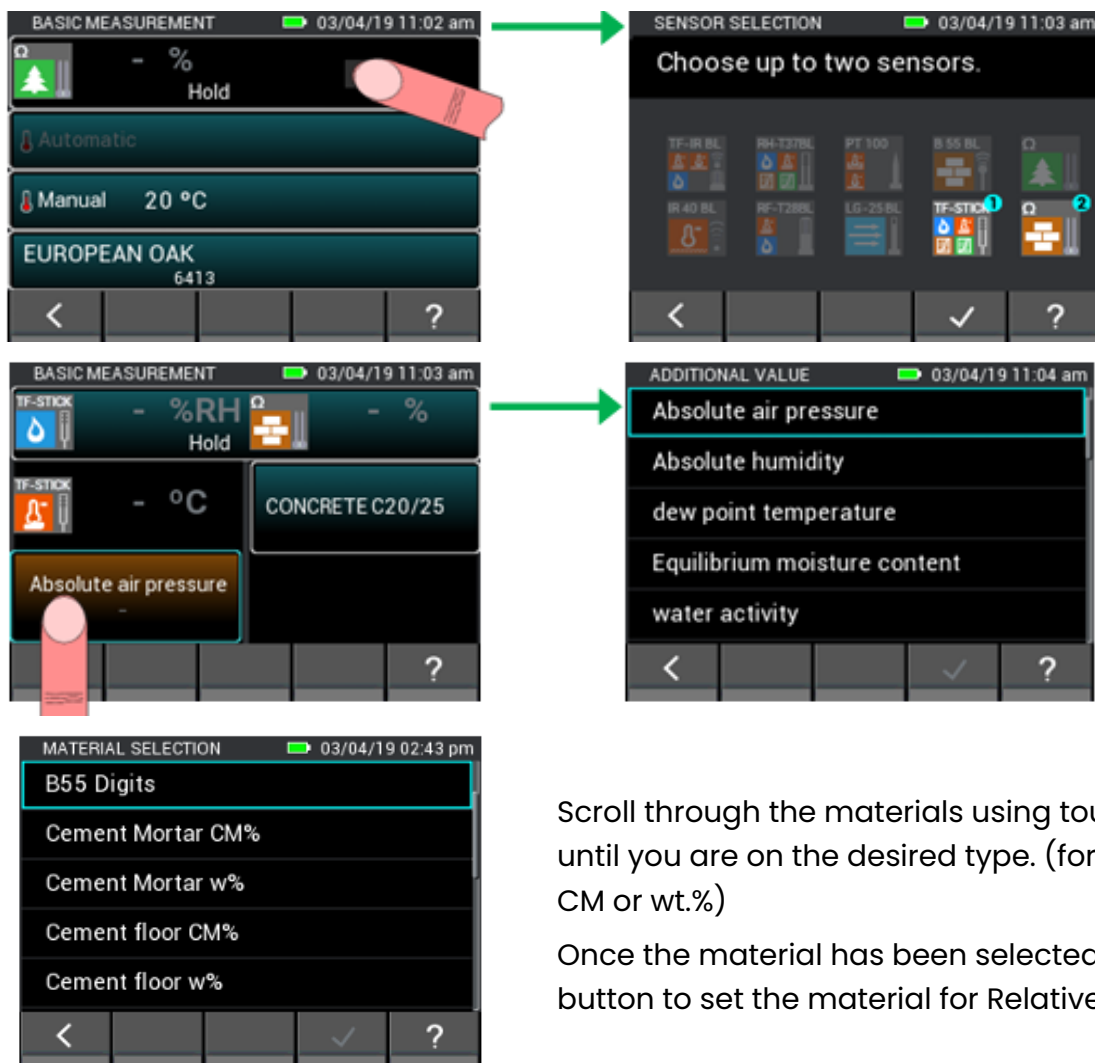 BASIC MEASUREMENT 03/04/19 11:02 am
Ω
- %
Hold
Automatic
Manual 20 °C
EUROPEAN OAK
6413
< ?
SENSOR SELECTION 03/04/19 11:03 am
Choose up to two sensors.
TF-IR BL RH-T37BL PT 100 B 55 BL Ω
IR 40 BL RF-T28BL LG-25 BL TF-STICK 1 Ω 2
< ✓ ?
BASIC MEASUREMENT 03/04/19 11:03 am
TF-STICK - %RH Ω - %
Hold
TF-STICK - °C
CONCRETE C20/25
Absolute air pressure
-
?
ADDITIONAL VALUE 03/04/19 11:04 am
Absolute air pressure
Absolute humidity
dew point temperature
Equilibrium moisture content
water activity
< ✓ ?
MATERIAL SELECTION 03/04/19 02:43 pm
B55 Digits
Cement Mortar CM%
Cement Mortar w%
Cement floor CM%
Cement floor w%
< ✓ ?
Scroll through the materials using
until you are on the desired type. (for
CM or wt.%)
Once the material has been selected
button to set the material for Relative